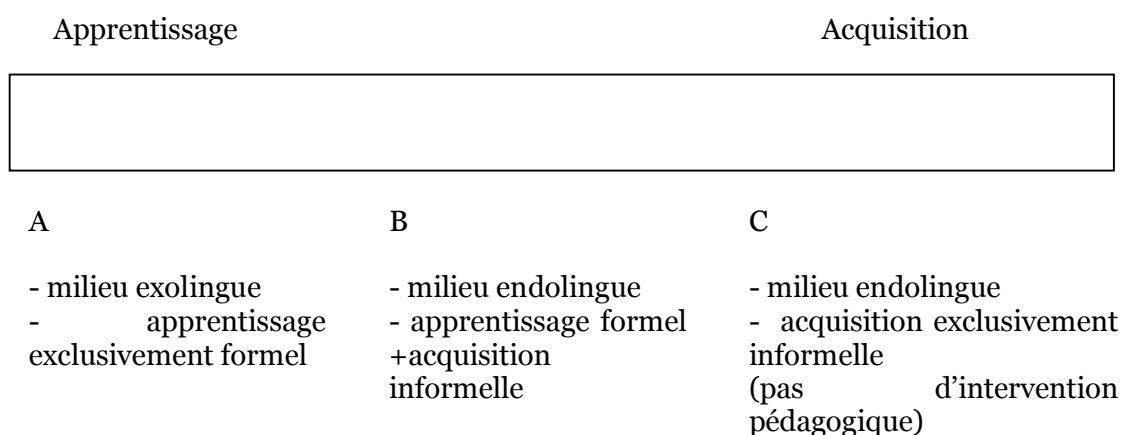 Apprentissage Acquisition
A B C
- milieu exolingue
- apprentissage
exclusivement formel
- milieu endolingue
- apprentissage formel
+acquisition
informelle
- milieu endolingue
- acquisition exclusivement
informelle
(pas d’intervention
pédagogique)